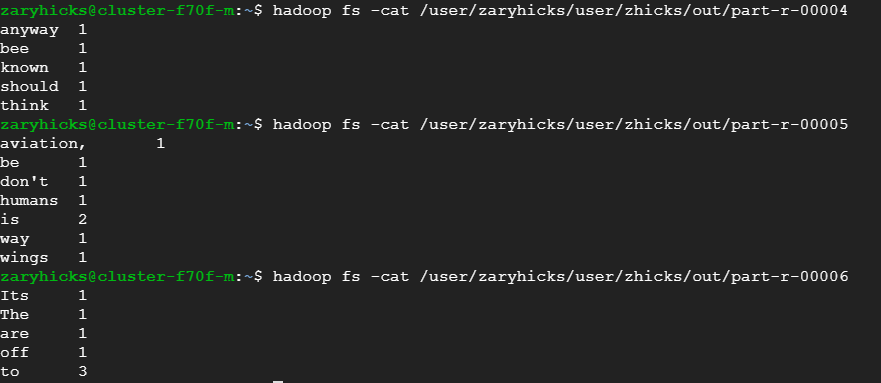 zaryhicks@cluster-f70f-m:~$ hadoop fs -cat /user/zaryhicks/user/zhicks/out/part-r-00004
anyway  1
bee     1
known   1
should  1
think   1
zaryhicks@cluster-f70f-m:~$ hadoop fs -cat /user/zaryhicks/user/zhicks/out/part-r-00005
aviation,       1
be      1
don't   1
humans  1
is      2
way     1
wings   1
zaryhicks@cluster-f70f-m:~$ hadoop fs -cat /user/zaryhicks/user/zhicks/out/part-r-00006
Its     1
The     1
are     1
off     1
to      3